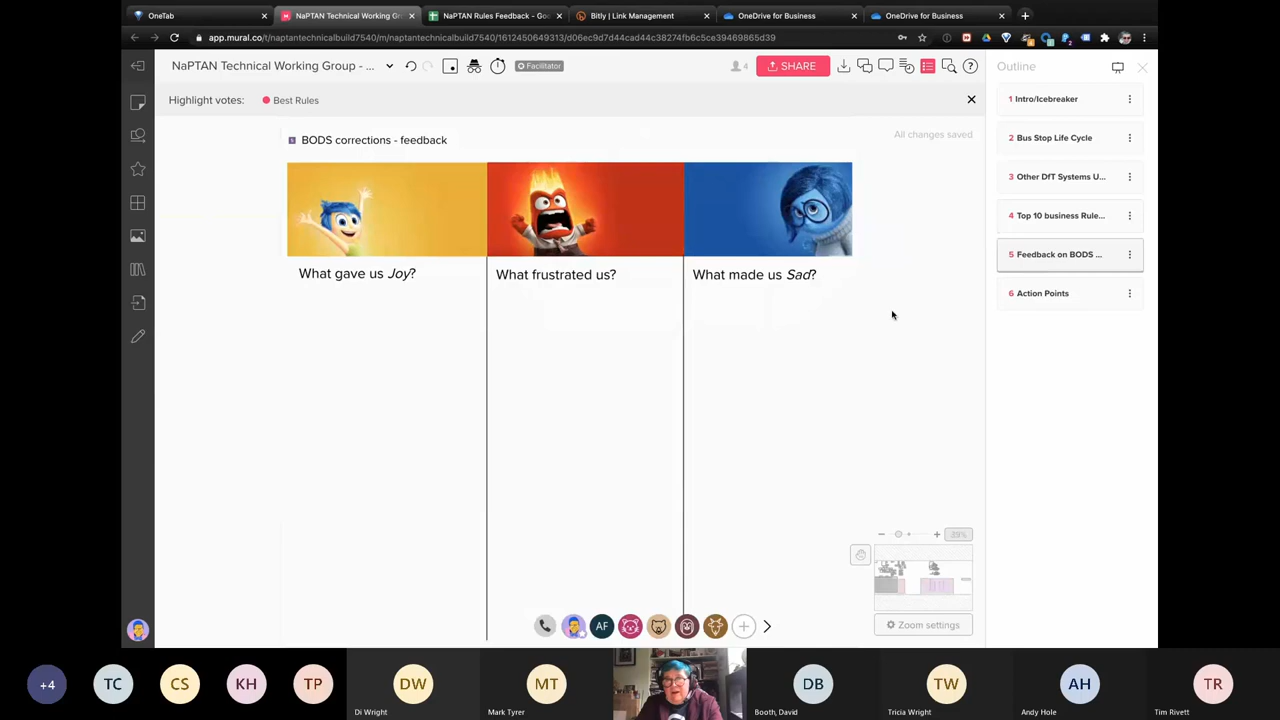 OneTab
NaPTAN Technical Working Gr
NaPTAN Rules Feedback - Goo
Bitly | Link Management
OneDrive for Business
OneDrive for Business
app.mural.co/t/naptantechnicalbuild7540/m/naptantechnicalbuild7540/1612450649313/d06ec9d7d44cad44c38274fb6c5ce39469865d39
NaPTAN Technical Working Group - ...
Facilitator
4
SHARE
Outline
Highlight votes:
Best Rules
BODS corrections - feedback
All changes saved
What gave us Joy?
What frustrated us?
What made us Sad?
1 Intro/Icebreaker
2 Bus Stop Life Cycle
3 Other DfT Systems U...
4 Top 10 business Rule...
5 Feedback on BODS ...
6 Action Points
Zoom settings
AF
+4
TC
CS
KH
TP
DW
Di Wright
MT
Mark Tyrer
DB
Booth, David
TW
Tricia Wright
AH
Andy Hole
TR
Tim Rivett